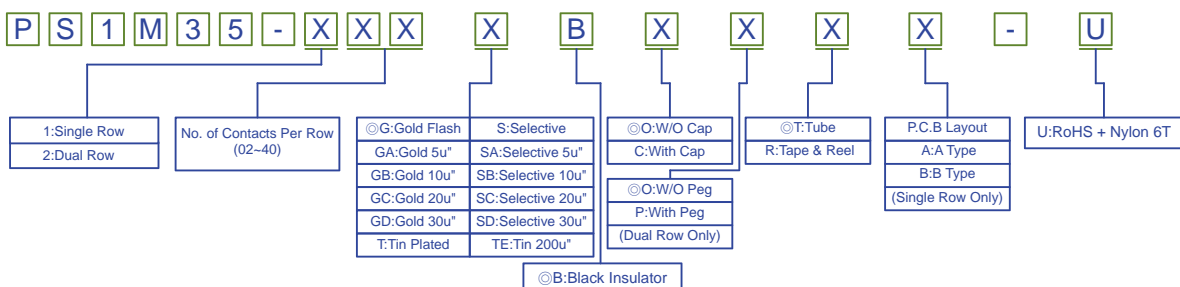 P S 1 M 3 5 - X X X X B X X X X - U
1:Single Row
2:Dual Row
No. of Contacts Per Row
(02~40)
◎G:Gold Flash S:Selective
GA:Gold 5u" SA:Selective 5u"
GB:Gold 10u" SB:Selective 10u"
GC:Gold 20u" SC:Selective 20u"
GD:Gold 30u" SD:Selective 30u"
T:Tin Plated TE:Tin 200u"
◎B:Black Insulator
◎O:W/O Cap
C:With Cap
◎O:W/O Peg
P:With Peg
(Dual Row Only)
◎T:Tube
R:Tape & Reel
P.C.B Layout
A:A Type
B:B Type
(Single Row Only)
U:RoHS + Nylon 6T